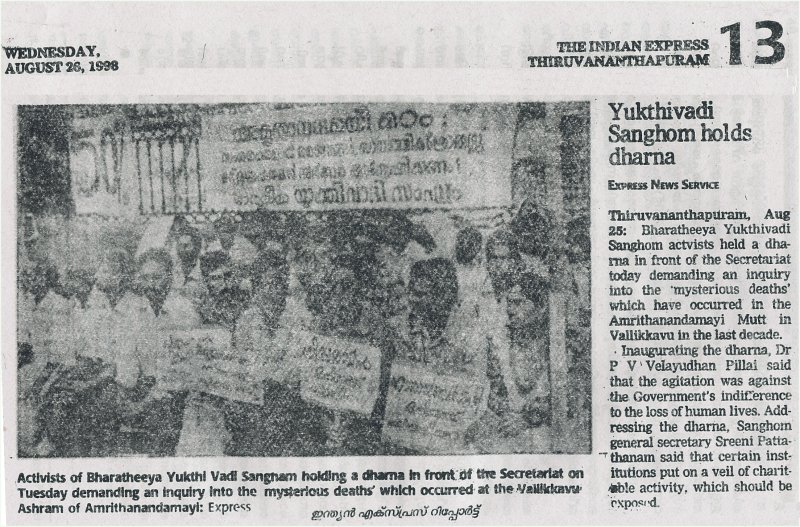 WEDNESDAY,
AUGUST 26, 1998
THE INDIAN EXPRESS
THIRUVANANTHAPURAM
13
Yukthivadi
Sanghom holds
dharna
EXPRESS NEWS SERVICE
Thiruvananthapuram, Aug
25: Bharatheeya Yukthivadi
Sanghom actvists held a dha-
rna in front of the Secretariat
today demanding an inquiry
into the 'mysterious deaths'
which have occurred in the
Amrithanandamayi Mutt in
Vallikkavu in the last decade.
Inaugurating the dharna, Dr
P V Velayudhan Pillai said
that the agitation was against
the Government's indifference
to the loss of human lives. Add-
ressing the dharna, Sanghom
general secretary Sreeni Patta-
thanam said that certain inst-
itutions put on a veil of charit-
able activity, which should be
exposed.
Activists of Bharatheeya Yukthi Vadi Sangham holding a dharna in front of the Secretariat on
Tuesday demanding an inquiry into the mysterious deaths' which occurred at the Vallikkavu
Ashram of Amrithanandamayi: Express
ഇന്ത്യൻ എക്സ്പ്രസ് റിപ്പോർട്ട്